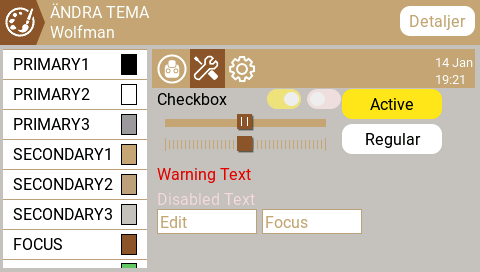 ÄNDRA TEMA
Wolfman
Detaljer
PRIMARY1
PRIMARY2
PRIMARY3
SECONDARY1
SECONDARY2
SECONDARY3
FOCUS
14 Jan
19:21
Checkbox
Active
Regular
Warning Text
Disabled Text
Edit
Focus